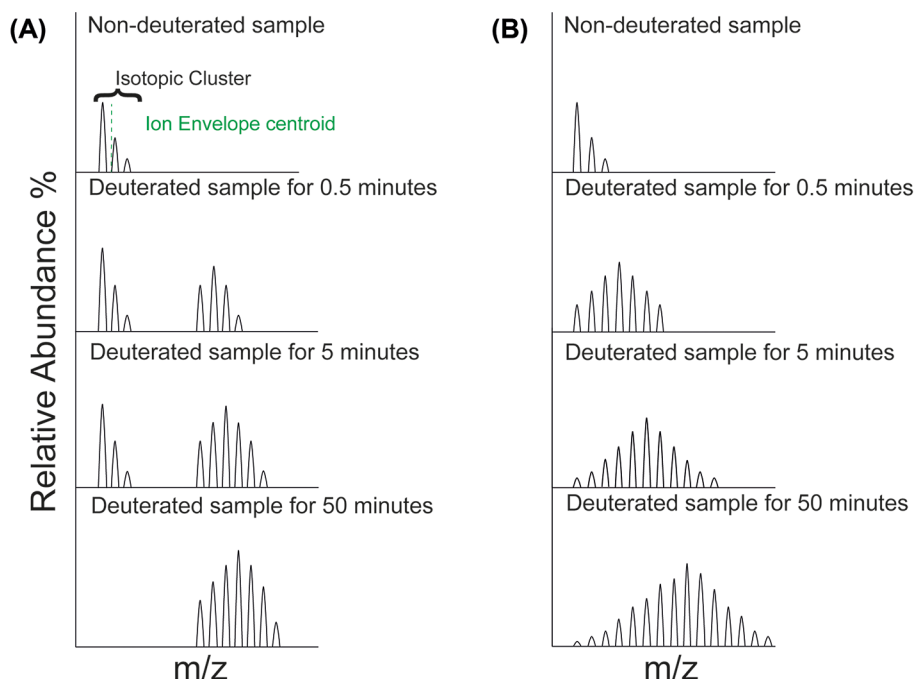 (A)
Non-deuterated sample
Isotopic Cluster
Ion Envelope centroid
Deuterated sample for 0.5 minutes
Deuterated sample for 5 minutes
Deuterated sample for 50 minutes
Relative Abundance %
m/z
(B)
Non-deuterated sample
Deuterated sample for 0.5 minutes
Deuterated sample for 5 minutes
Deuterated sample for 50 minutes
m/z